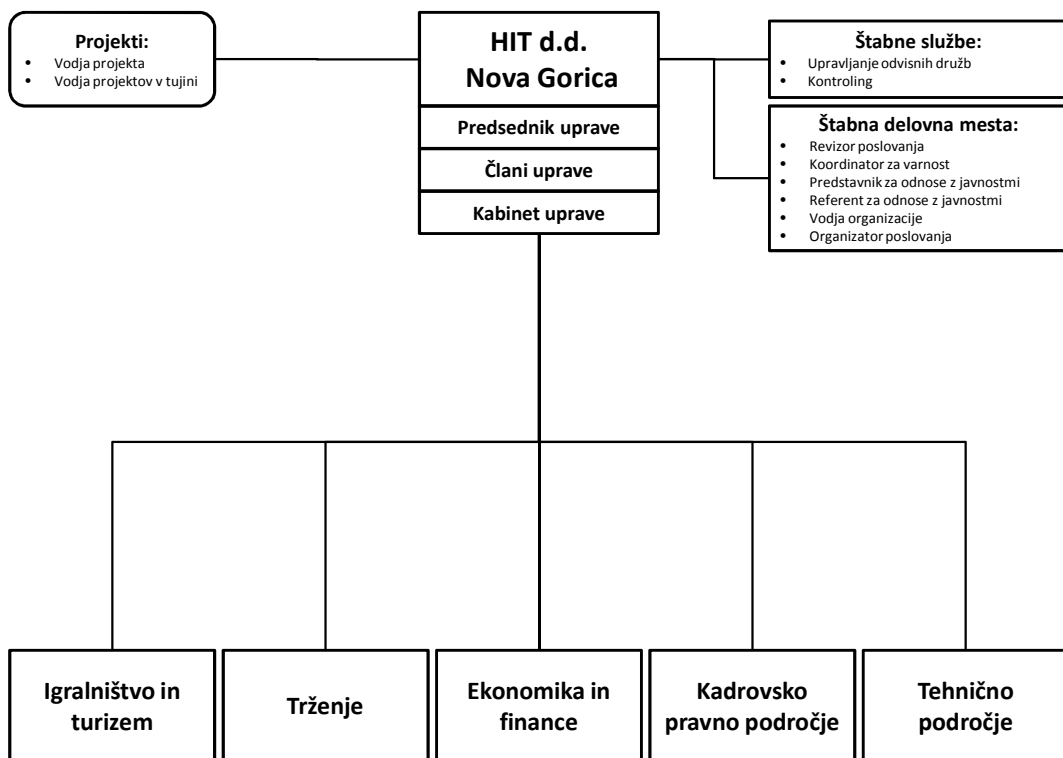 Projekti:
• Vodja projekta
• Vodja projektov v tujini
HIT d.d.
Nova Gorica
Predsednik uprave
Člani uprave
Kabinet uprave
Štabne službe:
• Upravljanje odvisnih družb
• Kontroling
Štabna delovna mesta:
• Revizor poslovanja
• Koordinator za varnost
• Predstavnik za odnose z javnostmi
• Referent za odnose z javnostmi
• Vodja organizacije
• Organizator poslovanja
Igralništvo in
turizem
Trženje
Ekonomika in
finance
Kadrovsko
pravno področje
Tehnično
področje